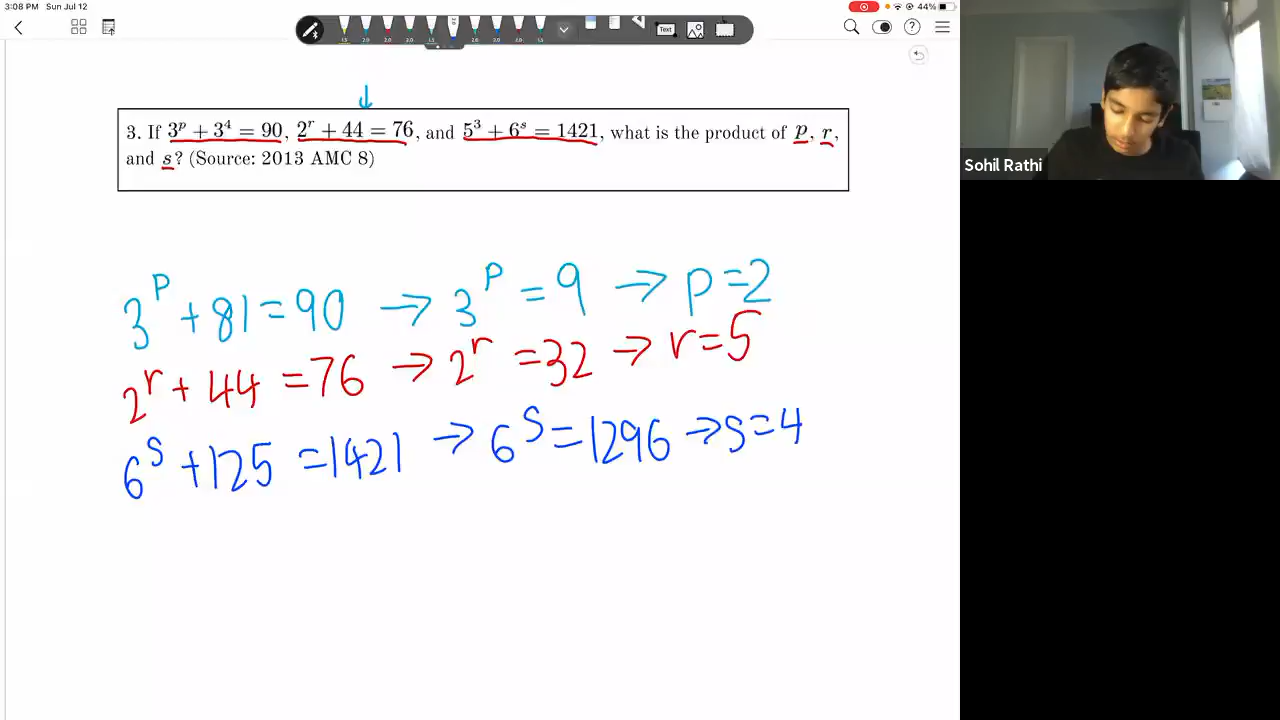 3:08 PM Sun Jul 12
44%
Text
3. If 3^p + 3^4 = 90, 2^r + 44 = 76, and 5^3 + 6^s = 1421, what is the product of p, r,
and s? (Source: 2013 AMC 8)
Sohil Rathi
3^p + 81 = 90 → 3^p = 9 → p = 2
2^r + 44 = 76 → 2^r = 32 → r = 5
6^s + 125 = 1421 → 6^s = 1296 → s = 4